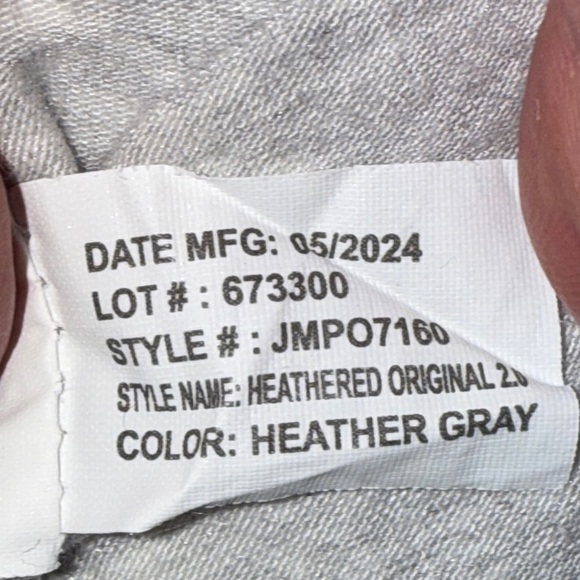 DATE MFG: 05/2024
LOT # : 673300
STYLE # : JMPO7160
STYLE NAME: HEATHERED ORIGINAL 2.0
COLOR: HEATHER GRAY